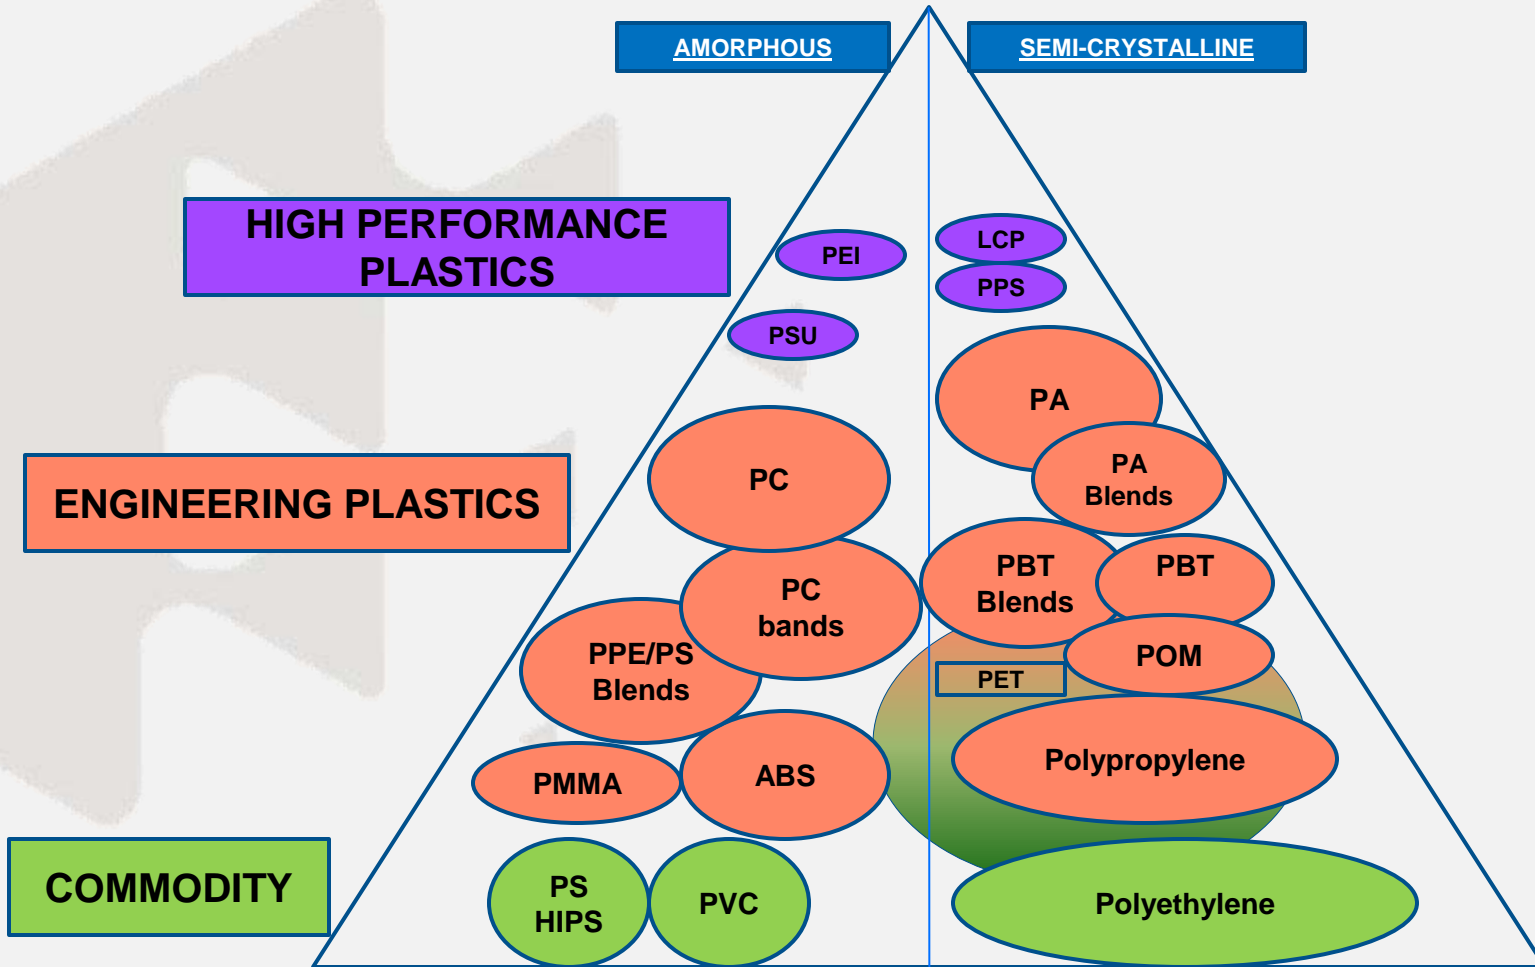 AMORPHOUS
SEMI-CRYSTALLINE
HIGH PERFORMANCE
PLASTICS
PEI
LCP
PPS
PSU
PA
PC
PA
Blends
ENGINEERING PLASTICS
PBT
Blends
PBT
PC
bands
PPE/PS
Blends
POM
PET
Polypropylene
PMMA
ABS
COMMODITY
PS
HIPS
PVC
Polyethylene